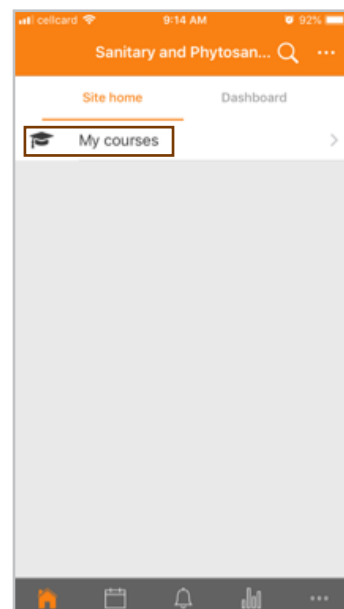 cellcard 9:14 AM 92%
Sanitary and Phytosan...
Site home Dashboard
My courses